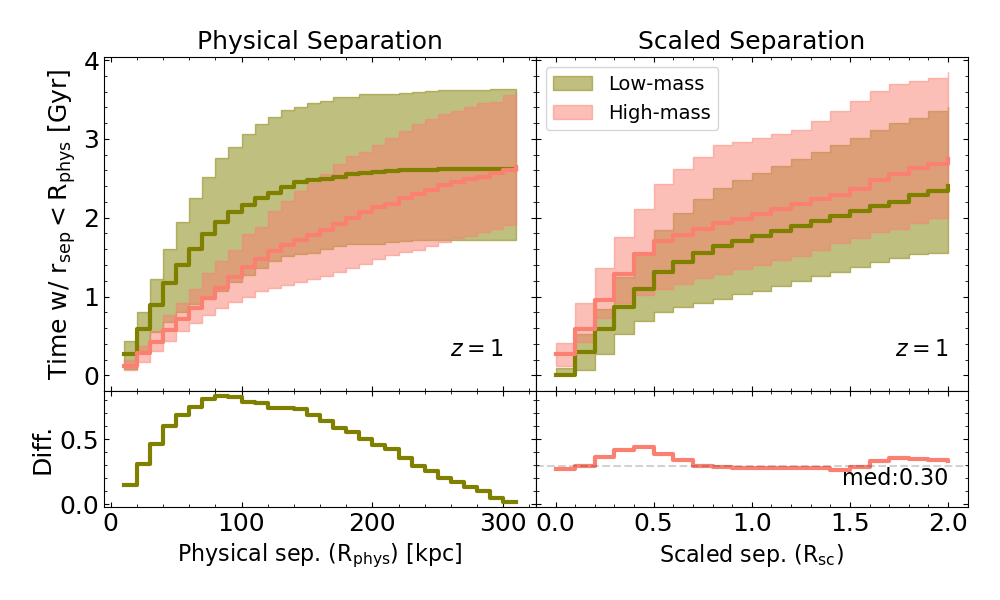 Physical Separation
Scaled Separation
Time w/ r_sep < R_phys [Gyr]
4
3
2
1
0
Low-mass
High-mass
z = 1
z = 1
Diff.
0.5
0.0
med:0.30
0
100
200
300
0.0
0.5
1.0
1.5
2.0
Physical sep. (R_phys) [kpc]
Scaled sep. (R_sc)